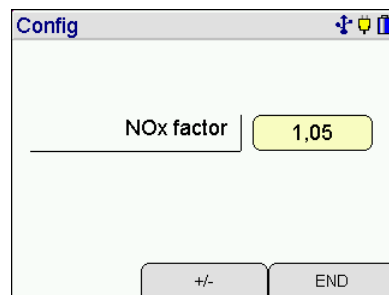 Config
NOx factor 1,05
+/- END